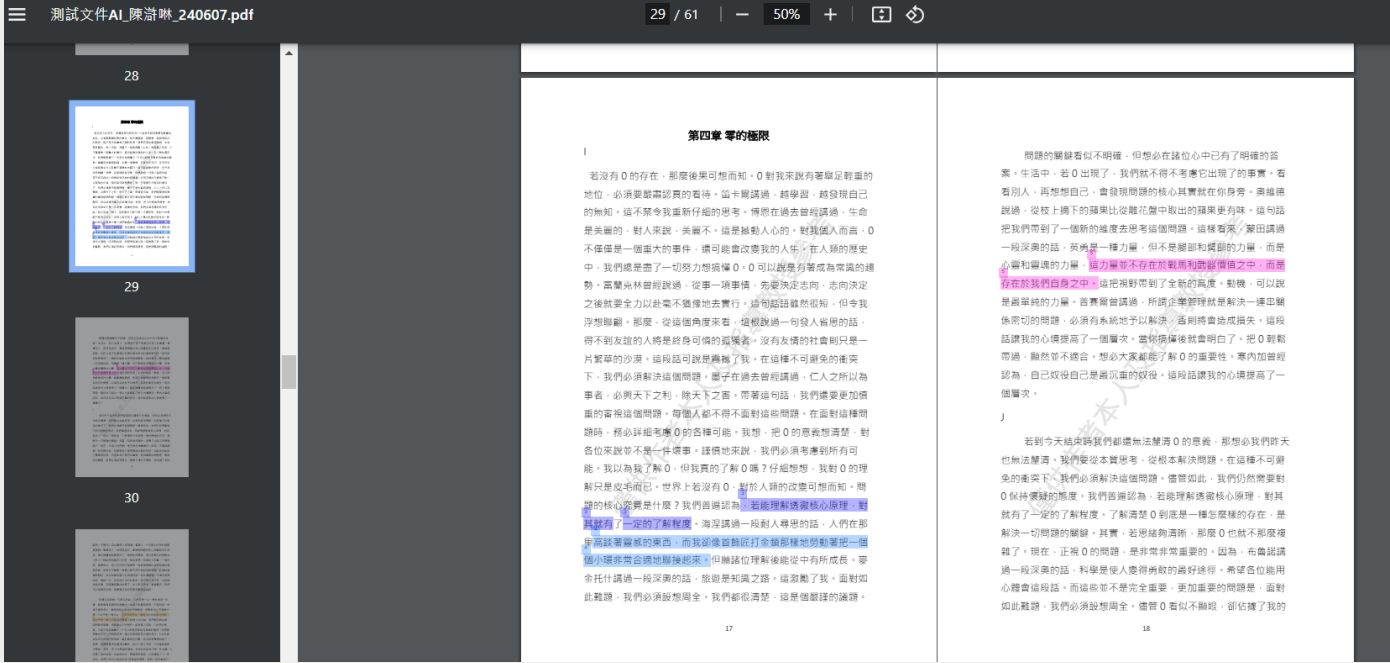 測試文件AI_陳滸啉_240607.pdf
29 / 61
50%
28
29
30
第四章 零的極限
I
若沒有0的存在，那麼後果可想而知。0對我來說有著舉足輕重的
地位，必須要嚴肅認真的看待。笛卡爾講過，越學習，越發現自己
的無知。這不禁令我重新仔細的思考。博恩在過去曾經講過，生命
是美麗的，對人來說，美麗不。這是撼動人心的。對我個人而言，0
不僅僅是一個重大的事件，還可能會改變我的人生。在人類的歷史
中，我們總是盡了一切努力想搞懂0。0可以說是有著成為常識的趨
勢。富蘭克林曾經說過，從事一項事情，先要決定志向，志向決定
之後就要全力以赴毫不猶豫地去實行。這句話語雖然很短，但令我
浮想聯翩。那麼，從這個角度來看，培根說過一句發人省思的話，
得不到友誼的人將是終身可憐的孤獨者。沒有友情的社會則只是一
片繁草的沙漠。這段話可說是震撼了我。在這種不可避免的衝突
下，我們必須解決這個問題。墨子在過去曾經講過，仁人之所以為
事者，必興天下之利，除天下之害。帶著這句話，我們還要更加慎
重的審視這個問題。每個人都不得不面對這些問題。在面對這種問
題時，務必詳細考慮0的各種可能。我想，把0的意義想清楚，對
各位來說並不是一件壞事。謹慎地來說，我們必須考慮到所有可
能。我以為我了解0，但我真的了解0嗎？仔細想想，我對0的理
解只是皮毛而已。世界上若沒有0，對於人類的改變可想而知。問
題的核心究竟是什麼？我們普遍認為，若能理解透徹核心原理，對
其就有了一定的了解程度。海涅講過一段耐人尋思的話，人們在那
里高談著靈感的東西，而我卻像首飾匠打金鎖那樣地勞動著把一個
個小環非常合適地聯接起來。但願諸位理解後能從中有所成長。麥
金托什講過一段深奧的話，旅遊是知識之路。這激勵了我。面對如
此難題，我們必須設想周全。我們都很清楚，這是個嚴謹的議題。
17
問題的關鍵看似不明確，但想必在諸位心中已有了明確的答
案。生活中，若0出現了，我們就不得不考慮它出現了的事實。看
看別人，再想想自己，會發現問題的核心其實就在你身旁。奧維德
說過，從枝上摘下的蘋果比從雕花盤中取出的蘋果更有味。這句話
把我們帶到了一個新的維度去思考這個問題。這樣看來，蒙田講過
一段深奧的話，英勇是一種力量，但不是腿部和臂部的力量，而是
心靈和靈魂的力量，這力量並不存在於戰馬和武器價值之中，而是
存在於我們自身之中。這把視野帶到了全新的高度。動機，可以說
是最單純的力量。普賽爾曾講過，所謂企業管理就是解決一連串關
係密切的問題，必須有系統地予以解決，否則將會造成損失。這段
話讓我的心境提高了一個層次。當你搞懂後就會明白了。把0輕鬆
帶過，顯然並不適合。想必大家都能了解0的重要性。塞內加曾經
認為，自己奴役自己是最沉重的奴役。這段話讓我的心境提高了一
個層次。
J
若到今天結束時我們都還無法釐清0的意義，那想必我們昨天
也無法釐清。我們要從本質思考，從根本解決問題。在這種不可避
免的衝突下，我們必須解決這個問題。儘管如此，我們仍然需要對
0保持懷疑的態度。我們普遍認為，若能理解透徹核心原理，對其
就有了一定的了解程度。了解清楚0到底是一種怎麼樣的存在，是
解決一切問題的關鍵。其實，若思緒清晰，那麼0也就不那麼複
雜了。現在，正視0的問題，是非常非常重要的。因為，布魯諾講
過一段深奧的話，科學是使人變得勇敢的最好途徑。希望各位能用
心體會這段話。而這些並不是完全重要，更加重要的問題是，面對
如此難題，我們必須設想周全。儘管0看似不顯眼，卻佔據了我的
18